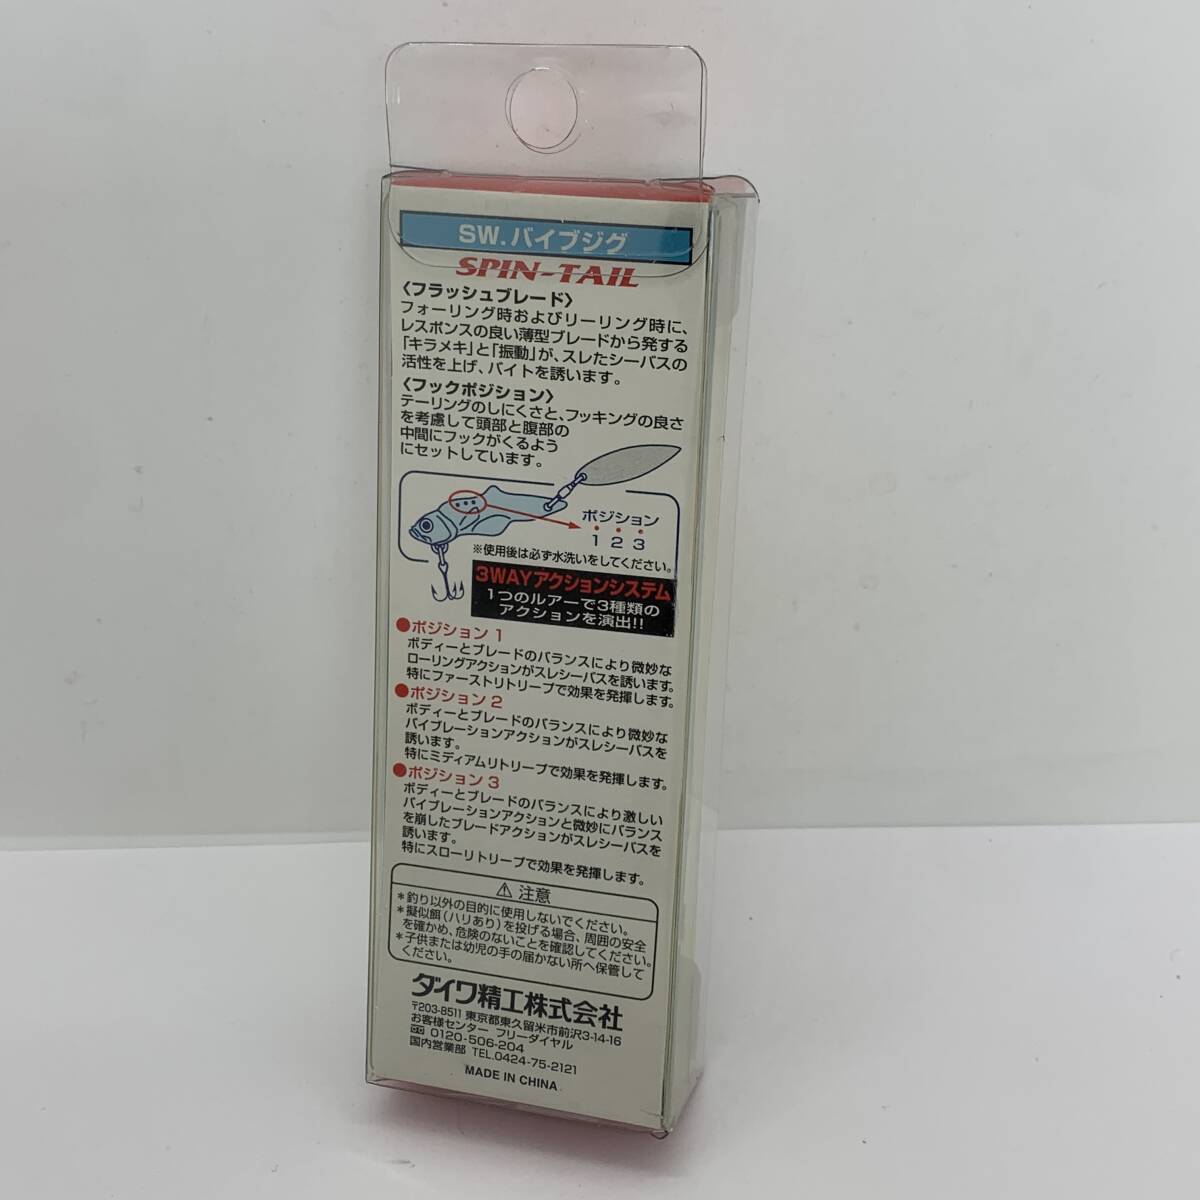 SW.バイブジグ
SPIN-TAIL
〈フラッシュブレード〉
フォーリング時およびリーリング時に、
レスポンスの良い薄型ブレードから発する
「キラメキ」と「振動」が、スレたシーバスの
活性を上げ、バイトを誘います。
〈フックポジション〉
テーリングのしにくさと、フッキングの良さ
を考慮して頭部と腹部の
中間にフックがくるよう
にセットしています。
ポジション
1 2 3
※使用後は必ず水洗いをしてください。
3WAYアクションシステム
1つのルアーで3種類の
アクションを演出!!
●ポジション1
ボディーとブレードのバランスにより微妙な
ローリングアクションがスレシーバスを誘います。
特にファーストリトリーブで効果を発揮します。
●ポジション2
ボディーとブレードのバランスにより微妙な
バイブレーションアクションがスレシーバスを
誘います。
特にミディアムリトリーブで効果を発揮します。
●ポジション3
ボディーとブレードのバランスにより激しい
バイブレーションアクションと微妙にバランス
を崩したブレードアクションがスレシーバスを
誘います。
特にスローリトリーブで効果を発揮します。
⚠注意
＊釣り以外の目的に使用しないでください。
＊擬似餌(ハリあり)を投げる場合、周囲の安全
を確かめ、危険のないことを確認してください。
＊子供または幼児の手の届かない所へ保管して
ください。
ダイワ精工株式会社
〒203-8511 東京都東久留米市前沢3-14-16
お客様センター フリーダイヤル
0120-506-204
国内営業部 TEL.0424-75-2121
MADE IN CHINA